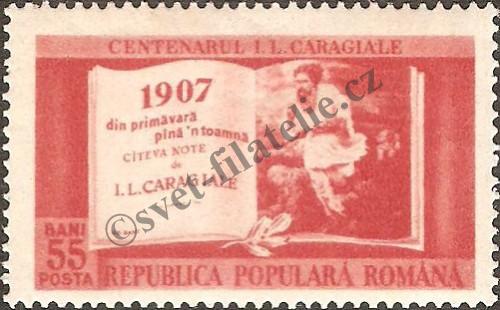 CENTENARUL I.L. CARAGIALE
1907
din primăvară
pînă 'n toamnă
CÎTEVA NOTE
de
I.L. CARAGIALE
BANI
55
POSTA
REPUBLICA POPULARĂ ROMÂNĂ
©svet-filatelie.cz